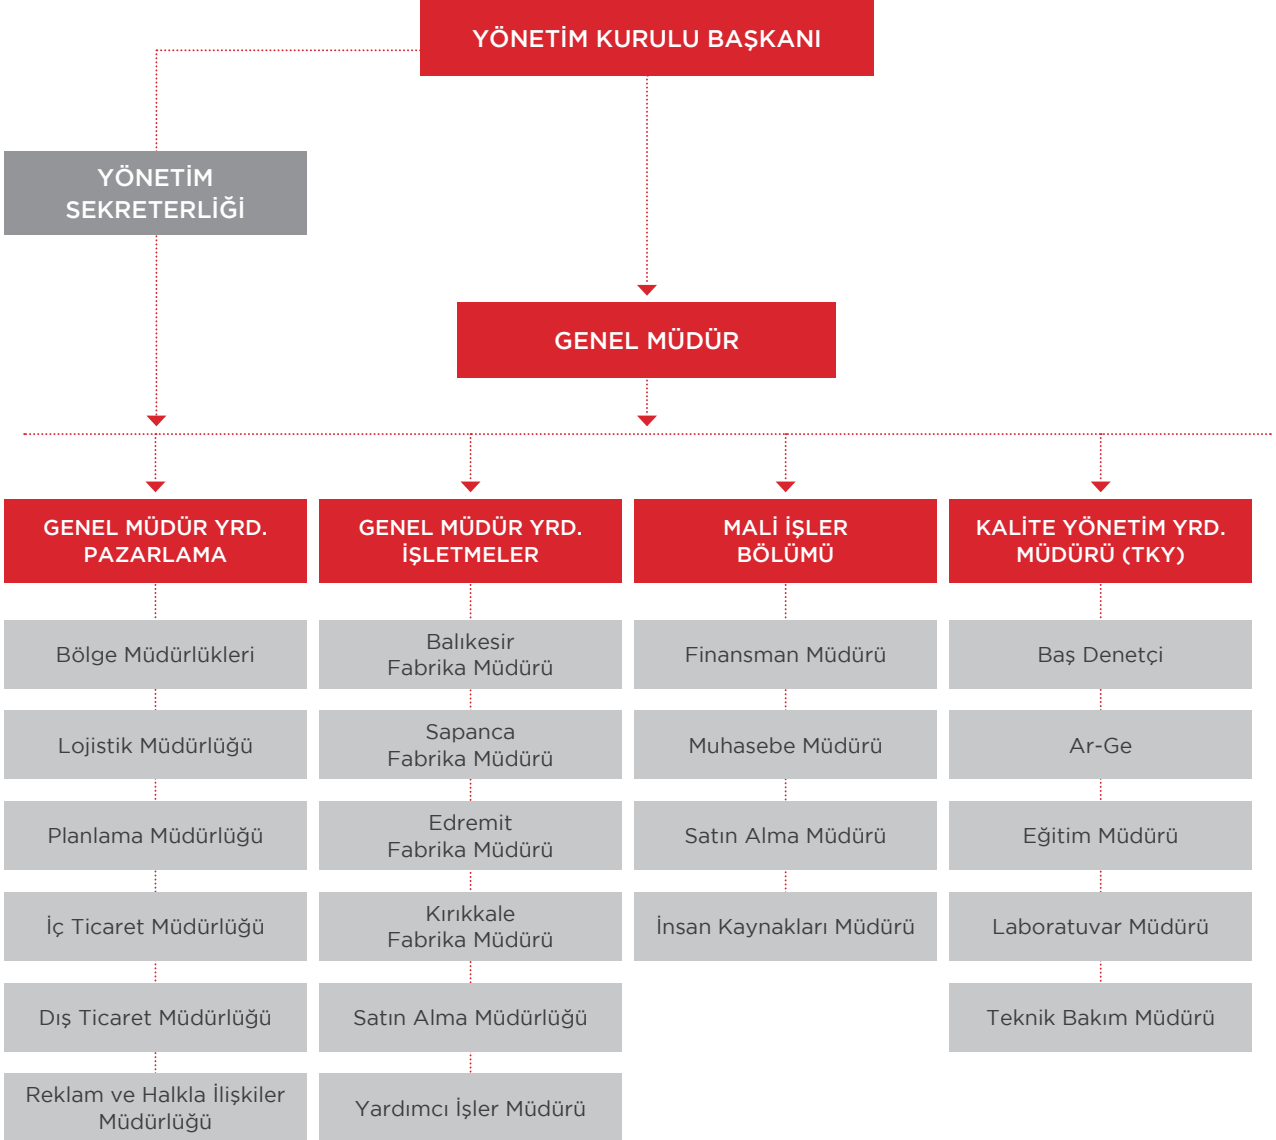 YÖNETİM KURULU BAŞKANI
YÖNETİM
SEKRETERLİĞİ
GENEL MÜDÜR
GENEL MÜDÜR YRD.
PAZARLAMA
Bölge Müdürlükleri
Lojistik Müdürlüğü
Planlama Müdürlüğü
İç Ticaret Müdürlüğü
Dış Ticaret Müdürlüğü
Reklam ve Halkla İlişkiler
Müdürlüğü
GENEL MÜDÜR YRD.
İŞLETMELER
Balıkesir
Fabrika Müdürü
Sapanca
Fabrika Müdürü
Edremit
Fabrika Müdürü
Kırıkkale
Fabrika Müdürü
Satın Alma Müdürlüğü
Yardımcı İşler Müdürü
MALİ İŞLER
BÖLÜMÜ
Finansman Müdürü
Muhasebe Müdürü
Satın Alma Müdürü
İnsan Kaynakları Müdürü
KALİTE YÖNETİM YRD.
MÜDÜRÜ (TKY)
Baş Denetçi
Ar-Ge
Eğitim Müdürü
Laboratuvar Müdürü
Teknik Bakım Müdürü